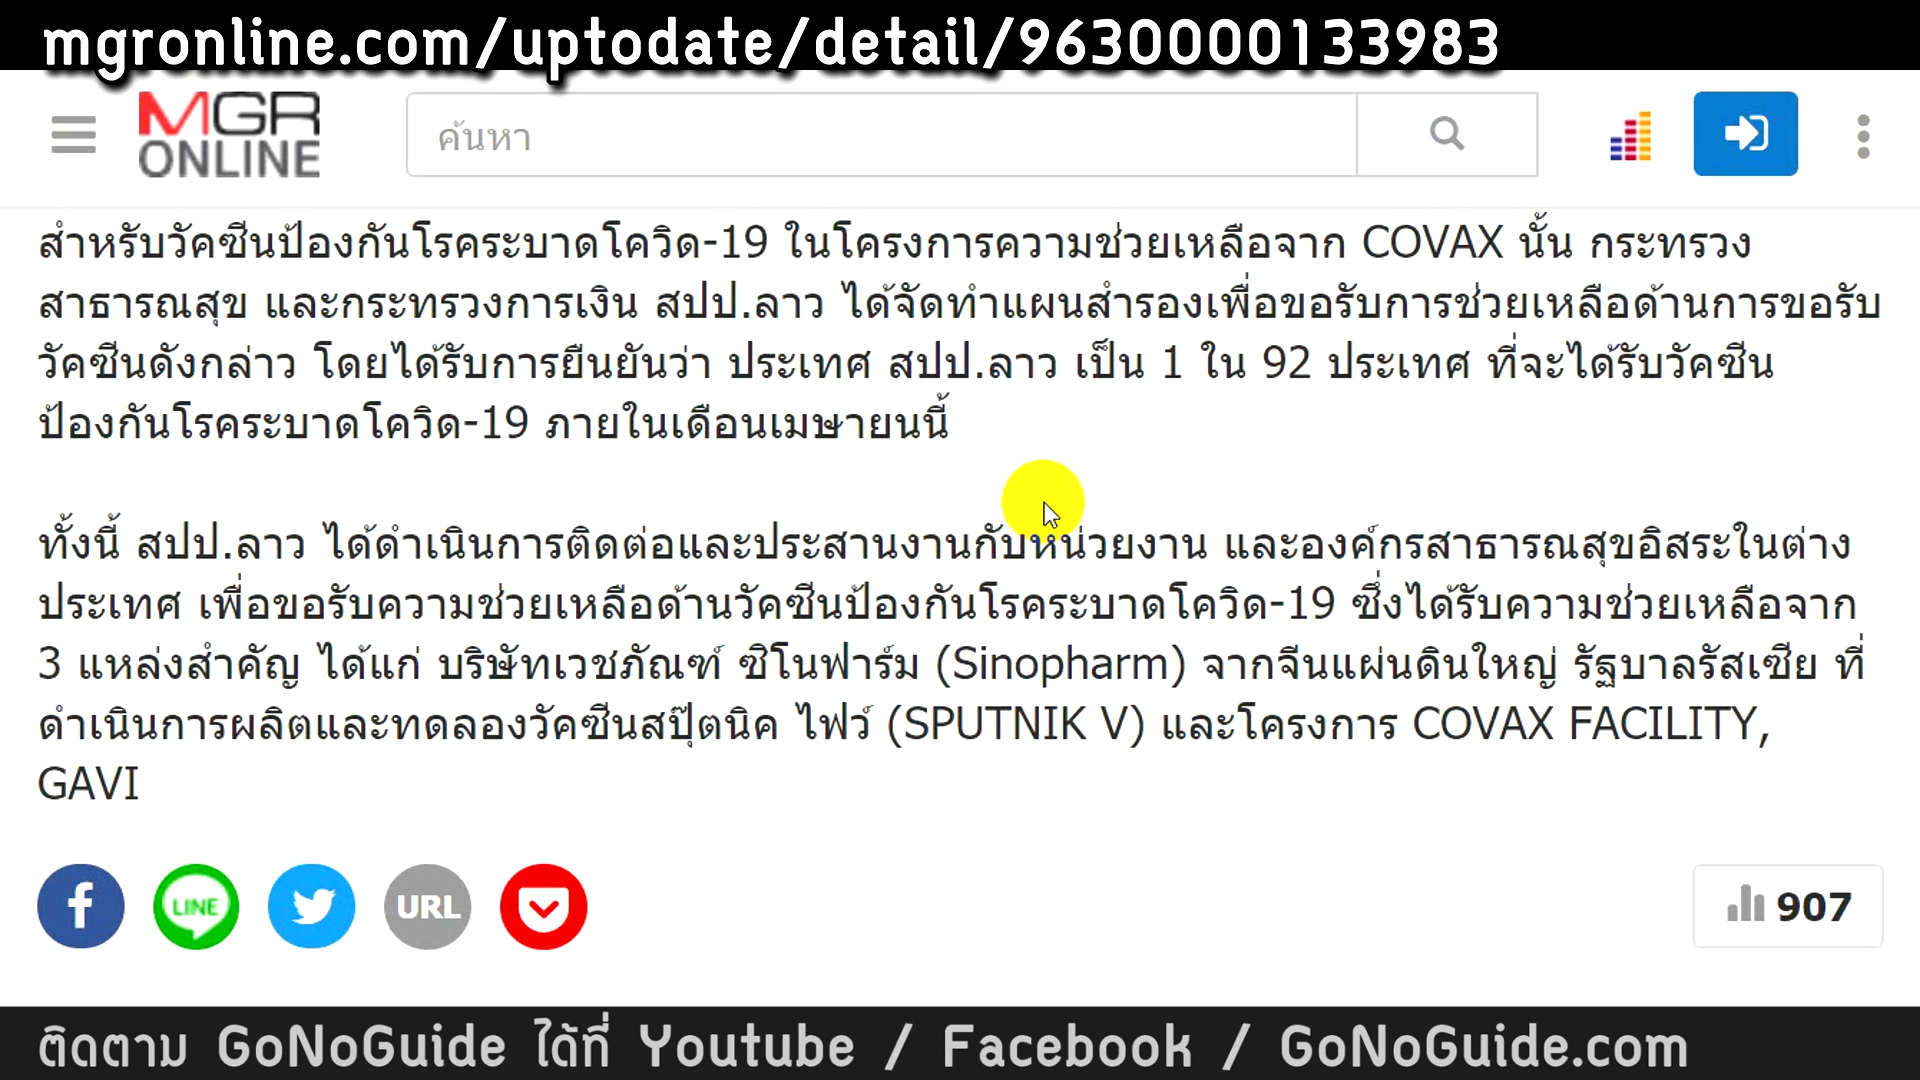 mgronline.com/uptodate/detail/9630000133983
MGR
ONLINE
ค้นหา
สำหรับวัคซีนป้องกันโรคระบาดโควิด-19 ในโครงการความช่วยเหลือจาก COVAX นั้น กระทรวง
สาธารณสุข และกระทรวงการเงิน สปป.ลาว ได้จัดทำแผนสำรองเพื่อขอรับการช่วยเหลือด้านการขอรับ
วัคซีนดังกล่าว โดยได้รับการยืนยันว่า ประเทศ สปป.ลาว เป็น 1 ใน 92 ประเทศ ที่จะได้รับวัคซีน
ป้องกันโรคระบาดโควิด-19 ภายในเดือนเมษายนนี้
ทั้งนี้ สปป.ลาว ได้ดำเนินการติดต่อและประสานงานกับหน่วยงาน และองค์กรสาธารณสุขอิสระในต่าง
ประเทศ เพื่อขอรับความช่วยเหลือด้านวัคซีนป้องกันโรคระบาดโควิด-19 ซึ่งได้รับความช่วยเหลือจาก
3 แหล่งสำคัญ ได้แก่ บริษัทเวชภัณฑ์ ซิโนฟาร์ม (Sinopharm) จากจีนแผ่นดินใหญ่ รัฐบาลรัสเซีย ที่
ดำเนินการผลิตและทดลองวัคซีนสปุ๊ตนิค ไฟว์ (SPUTNIK V) และโครงการ COVAX FACILITY,
GAVI
LINE
URL
907
ติดตาม GoNoGuide ได้ที่ Youtube / Facebook / GoNoGuide.com